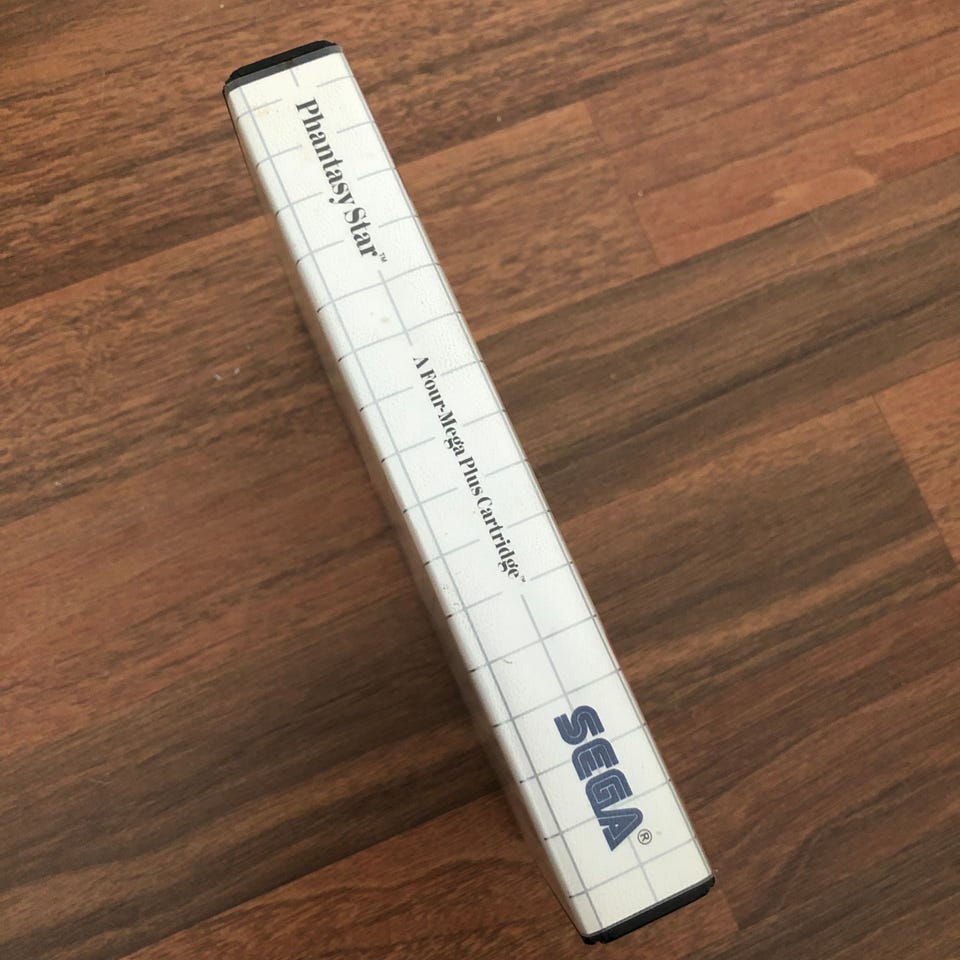 Phantasy Star™
A Four-Mega Plus Cartridge™
SEGA®